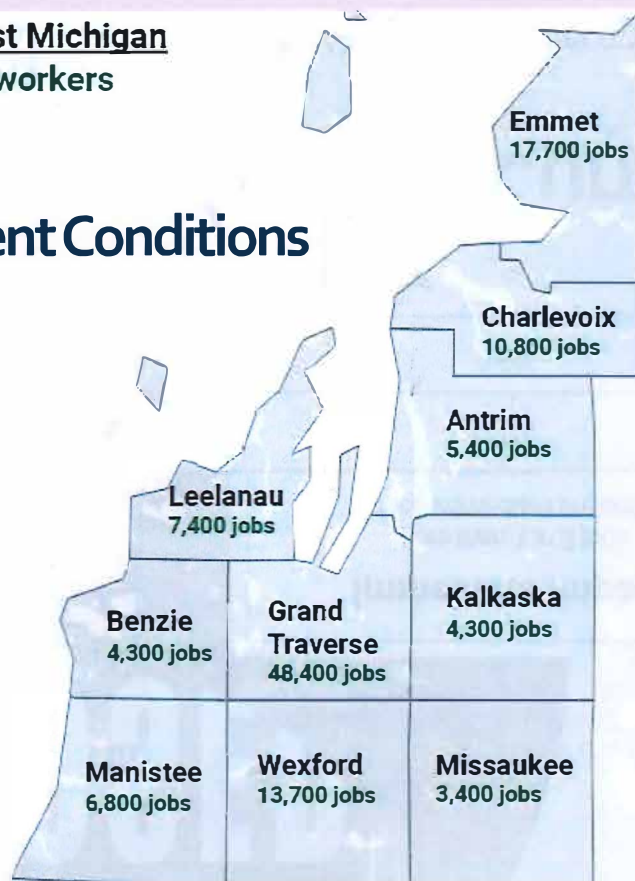 st Michigan
workers
ent Conditions
Emmet
17,700 jobs
Charlevoix
10,800 jobs
Antrim
5,400 jobs
Leelanau
7,400 jobs
Benzie
4,300 jobs
Grand
Traverse
48,400 jobs
Kalkaska
4,300 jobs
Manistee
6,800 jobs
Wexford
13,700 jobs
Missaukee
3,400 jobs